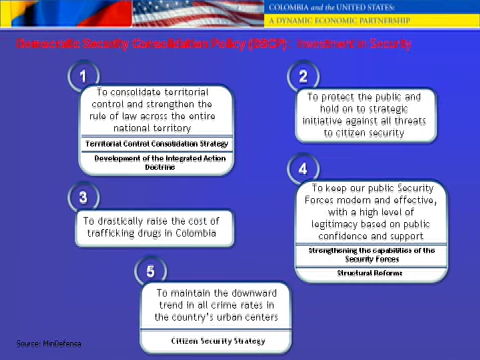 COLOMBIA and the UNITED STATES:
A DYNAMIC ECONOMIC PARTNERSHIP
Democratic Security Consolidation Policy (DSCP): Investment in Security
1
To consolidate territorial
control and strengthen the
rule of law across the entire
national territory
Territorial Control Consolidation Strategy
Development of the Integrated Action
Doctrine
2
To protect the public and
hold on to strategic
initiative against all threats
to citizen security
3
To drastically raise the cost of
trafficking drugs in Colombia
4
To keep our public Security
Forces modern and effective,
with a high level of
legitimacy based on public
confidence and support
Strengthening the capabilities of the
Security Forces
Structural Reforms
5
To maintain the downward
trend in all crime rates in
the country's urban centers
Citizen Security Strategy
Source: MinDefensa